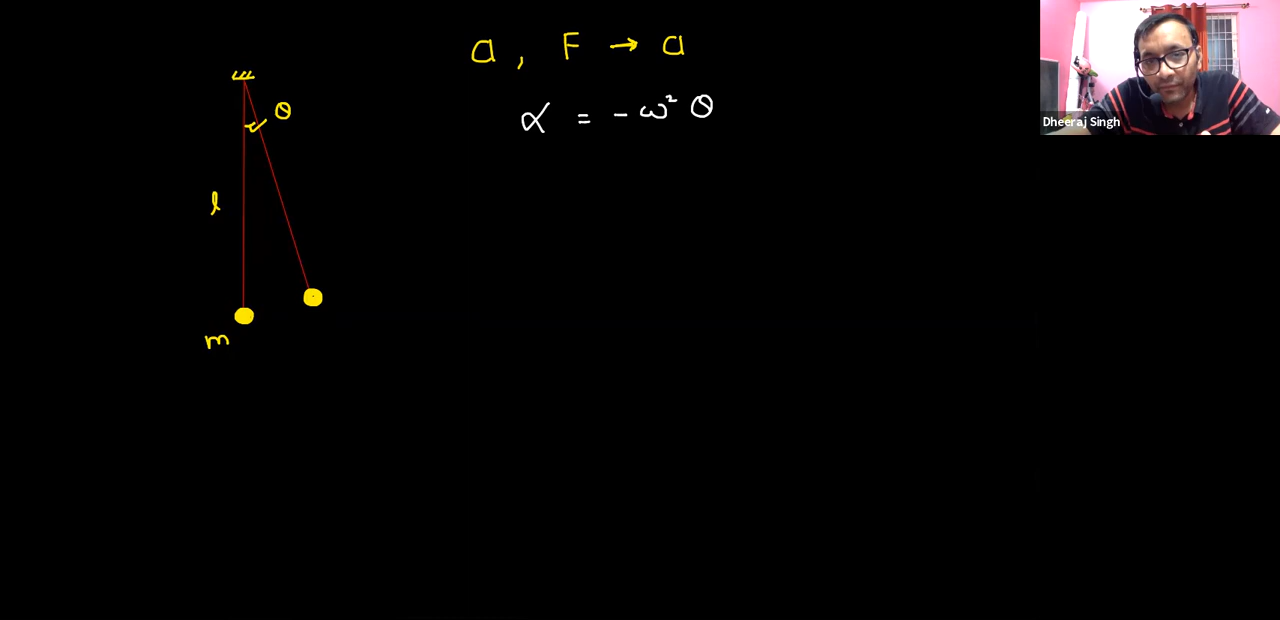 a , F → a
α = - ω² θ
θ
l
m
Dheeraj Singh